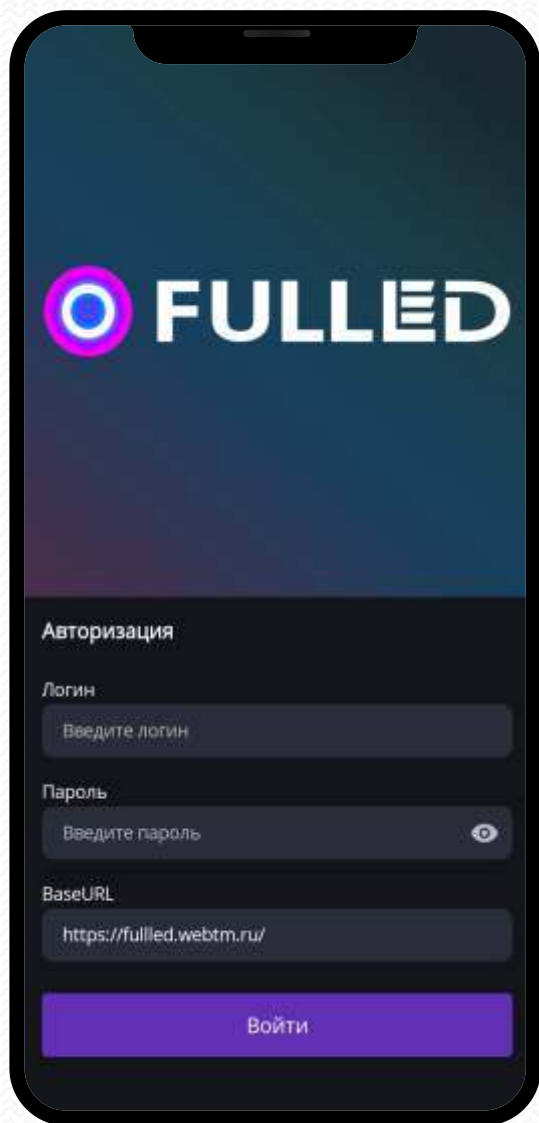 FULLED
Авторизация
Логин
Введите логин
Пароль
Введите пароль
BaseURL
https://fullled.webtm.ru/
Войти